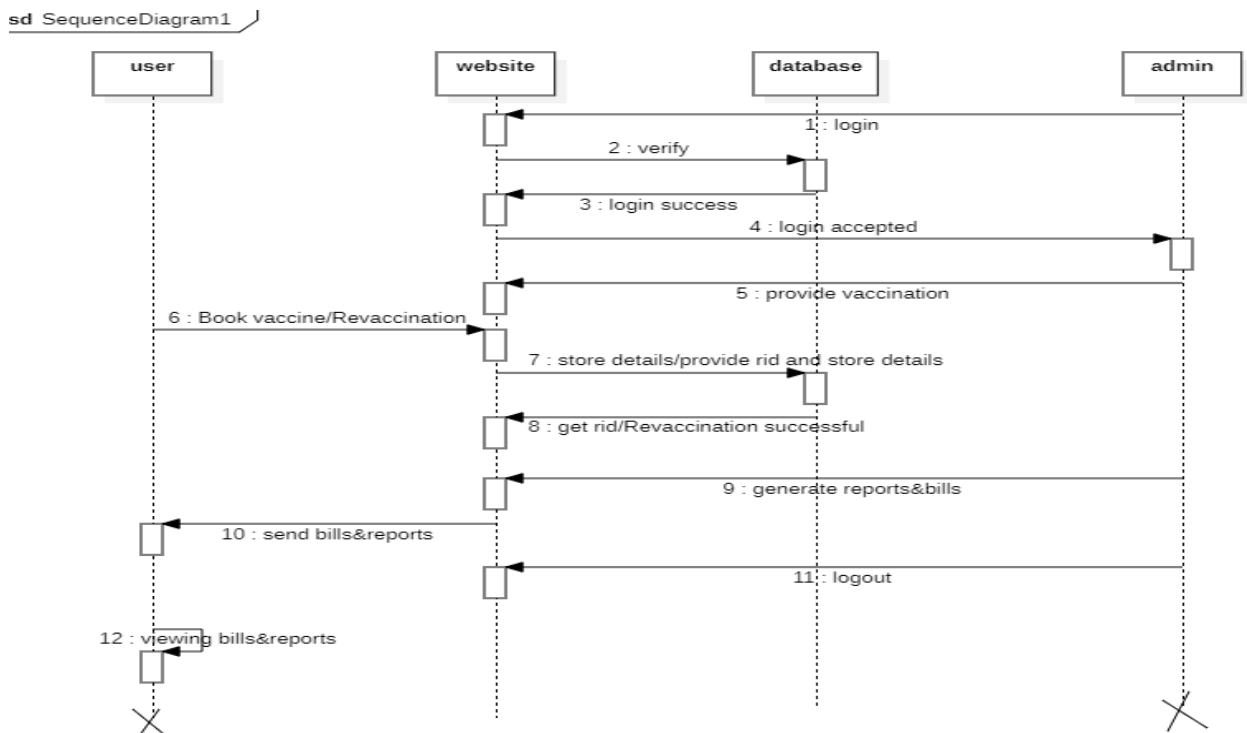 sd SequenceDiagram1
user
website
database
admin
1 : login
2 : verify
3 : login success
4 : login accepted
5 : provide vaccination
6 : Book vaccine/Revaccination
7 : store details/provide rid and store details
8 : get rid/Revaccination successful
9 : generate reports&bills
10 : send bills&reports
11 : logout
12 : viewing bills&reports